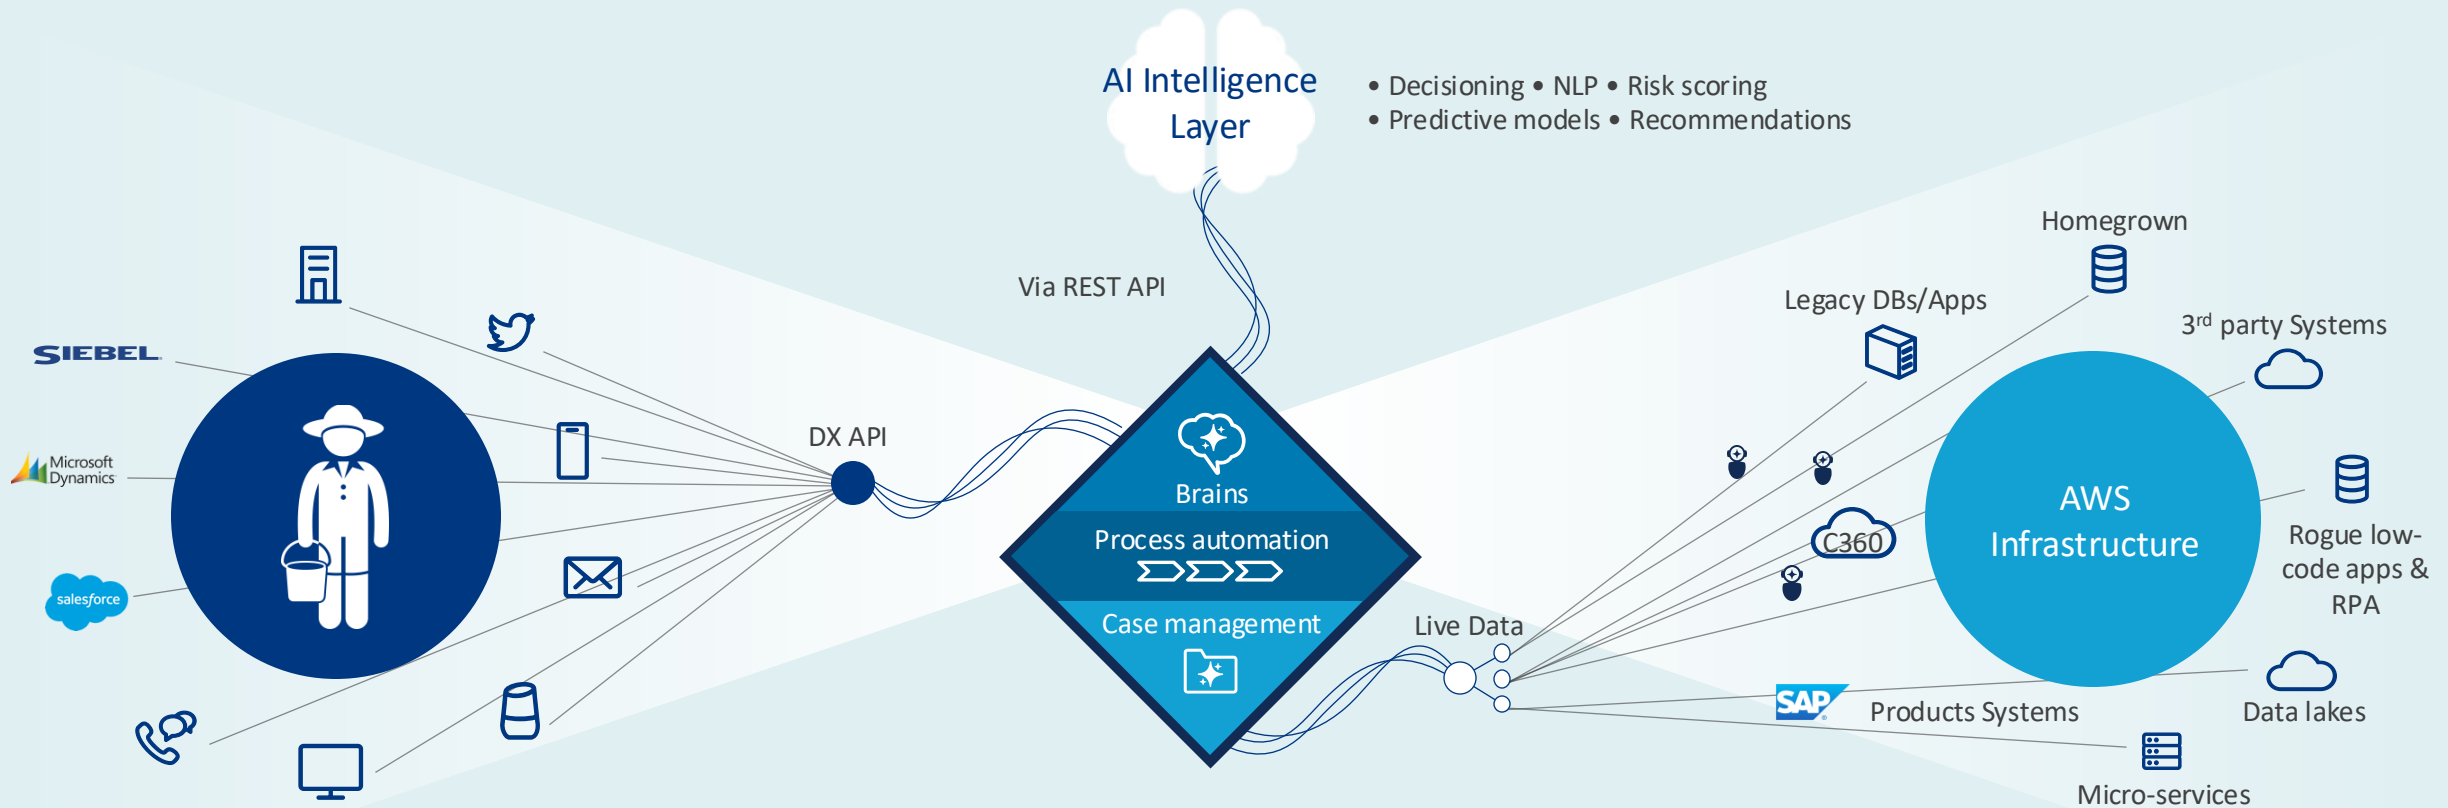 AI Intelligence
Layer
• Decisioning • NLP • Risk scoring
• Predictive models • Recommendations
Via REST API
SIEBEL
Microsoft
Dynamics
salesforce
DX API
Brains
Process automation
Case management
Live Data
Homegrown
Legacy DBs/Apps
3rd party Systems
C360
AWS
Infrastructure
Rogue low-
code apps &
RPA
SAP
Products Systems
Data lakes
Micro-services